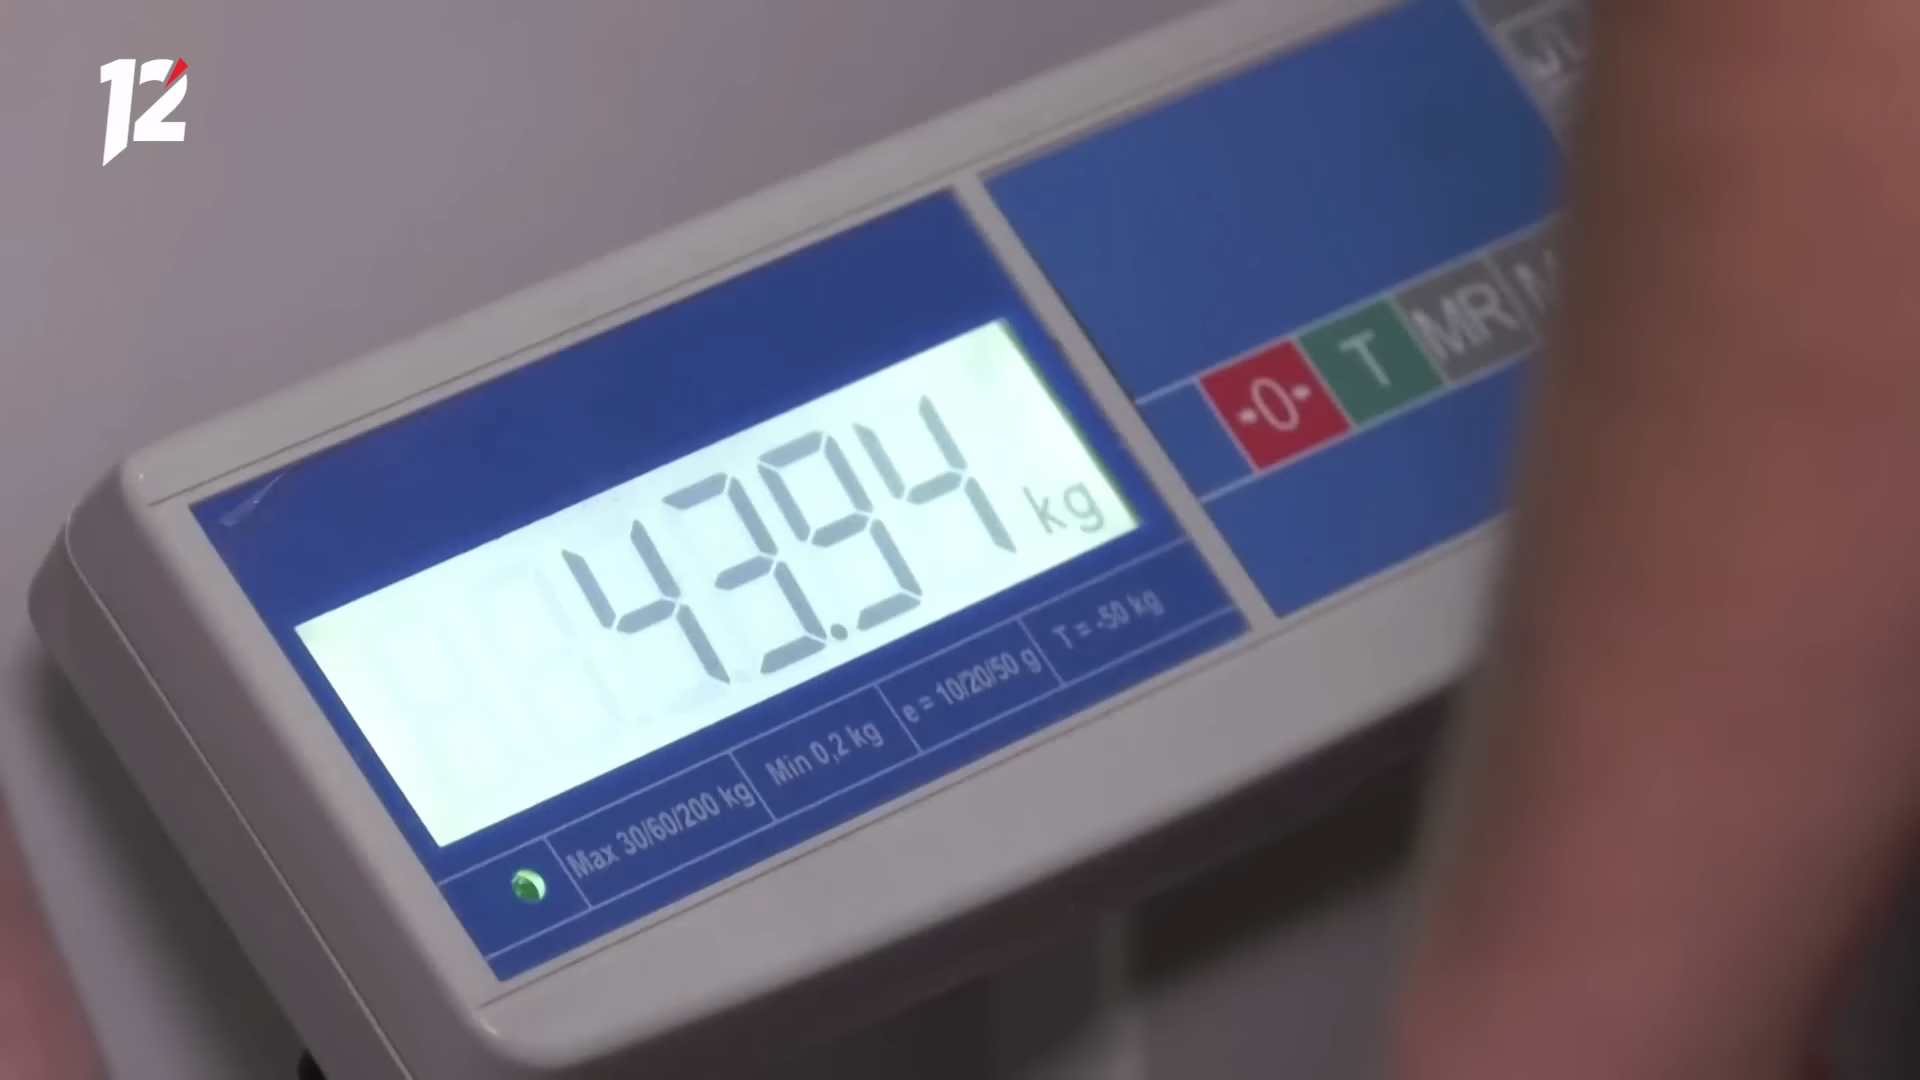 12
-0- T MR
43.94 kg
Max 30/60/200 kg Min 0,2 kg e = 10/20/50 g T = -50 kg